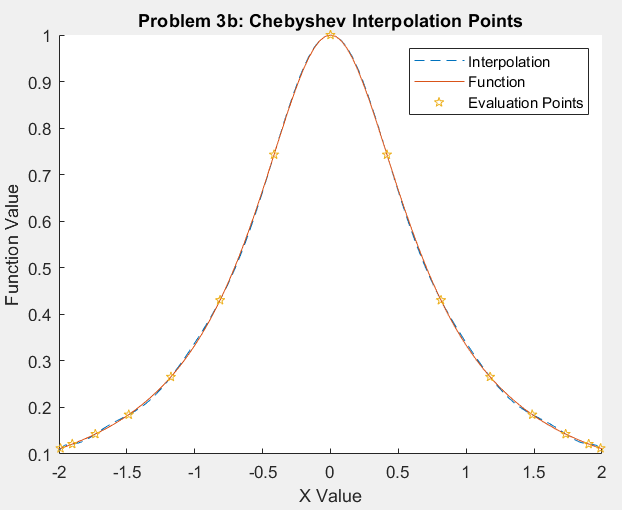 Problem 3b: Chebyshev Interpolation Points
Interpolation
Function
Evaluation Points
1
0.9
0.8
0.7
0.6
0.5
0.4
0.3
0.2
0.1
Function Value
-2 -1.5 -1 -0.5 0 0.5 1 1.5 2
X Value